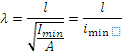 λ = l / √(I_min / A) = l / i_min □